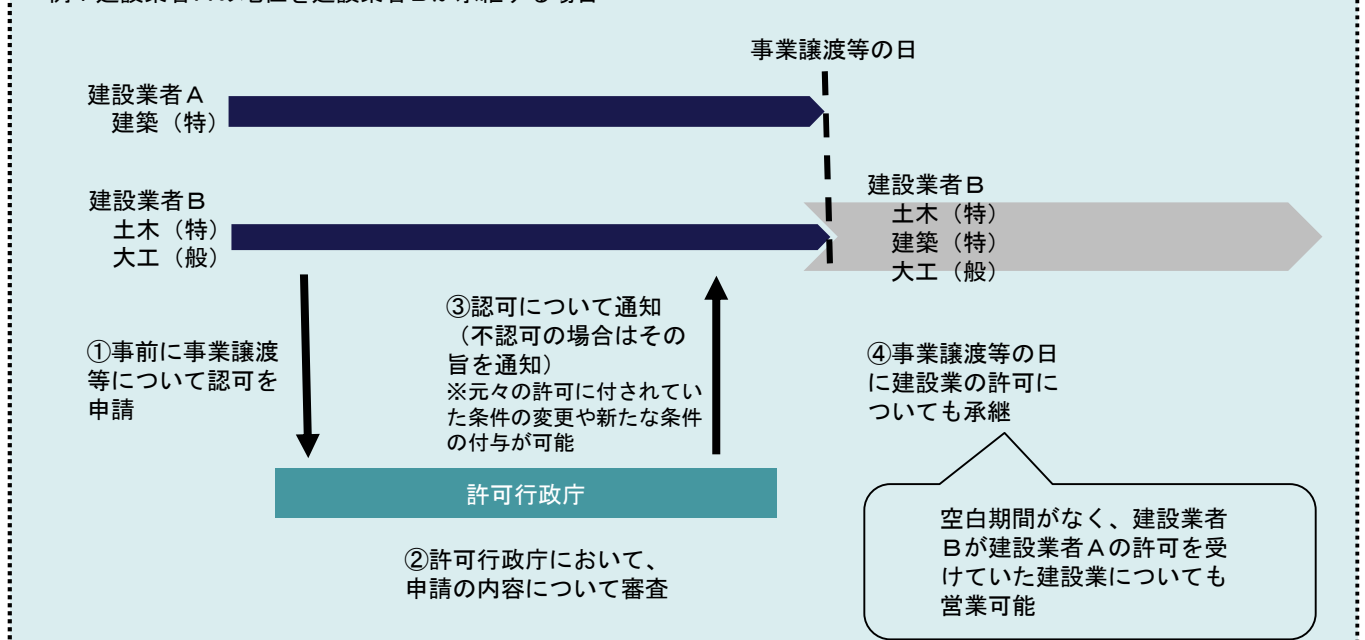 事業譲渡等の日
建設業者A
建築（特）
建設業者B
土木（特）
大工（般）
建設業者B
土木（特）
建築（特）
大工（般）
①事前に事業譲渡
等について認可を
申請
③認可について通知
（不認可の場合はその
旨を通知）
※元々の許可に付されてい
た条件の変更や新たな条件
の付与が可能
④事業譲渡等の日
に建設業の許可に
ついても承継
許可行政庁
②許可行政庁において、
申請の内容について審査
空白期間がなく、建設業者
Bが建設業者Aの許可を受
けていた建設業についても
営業可能